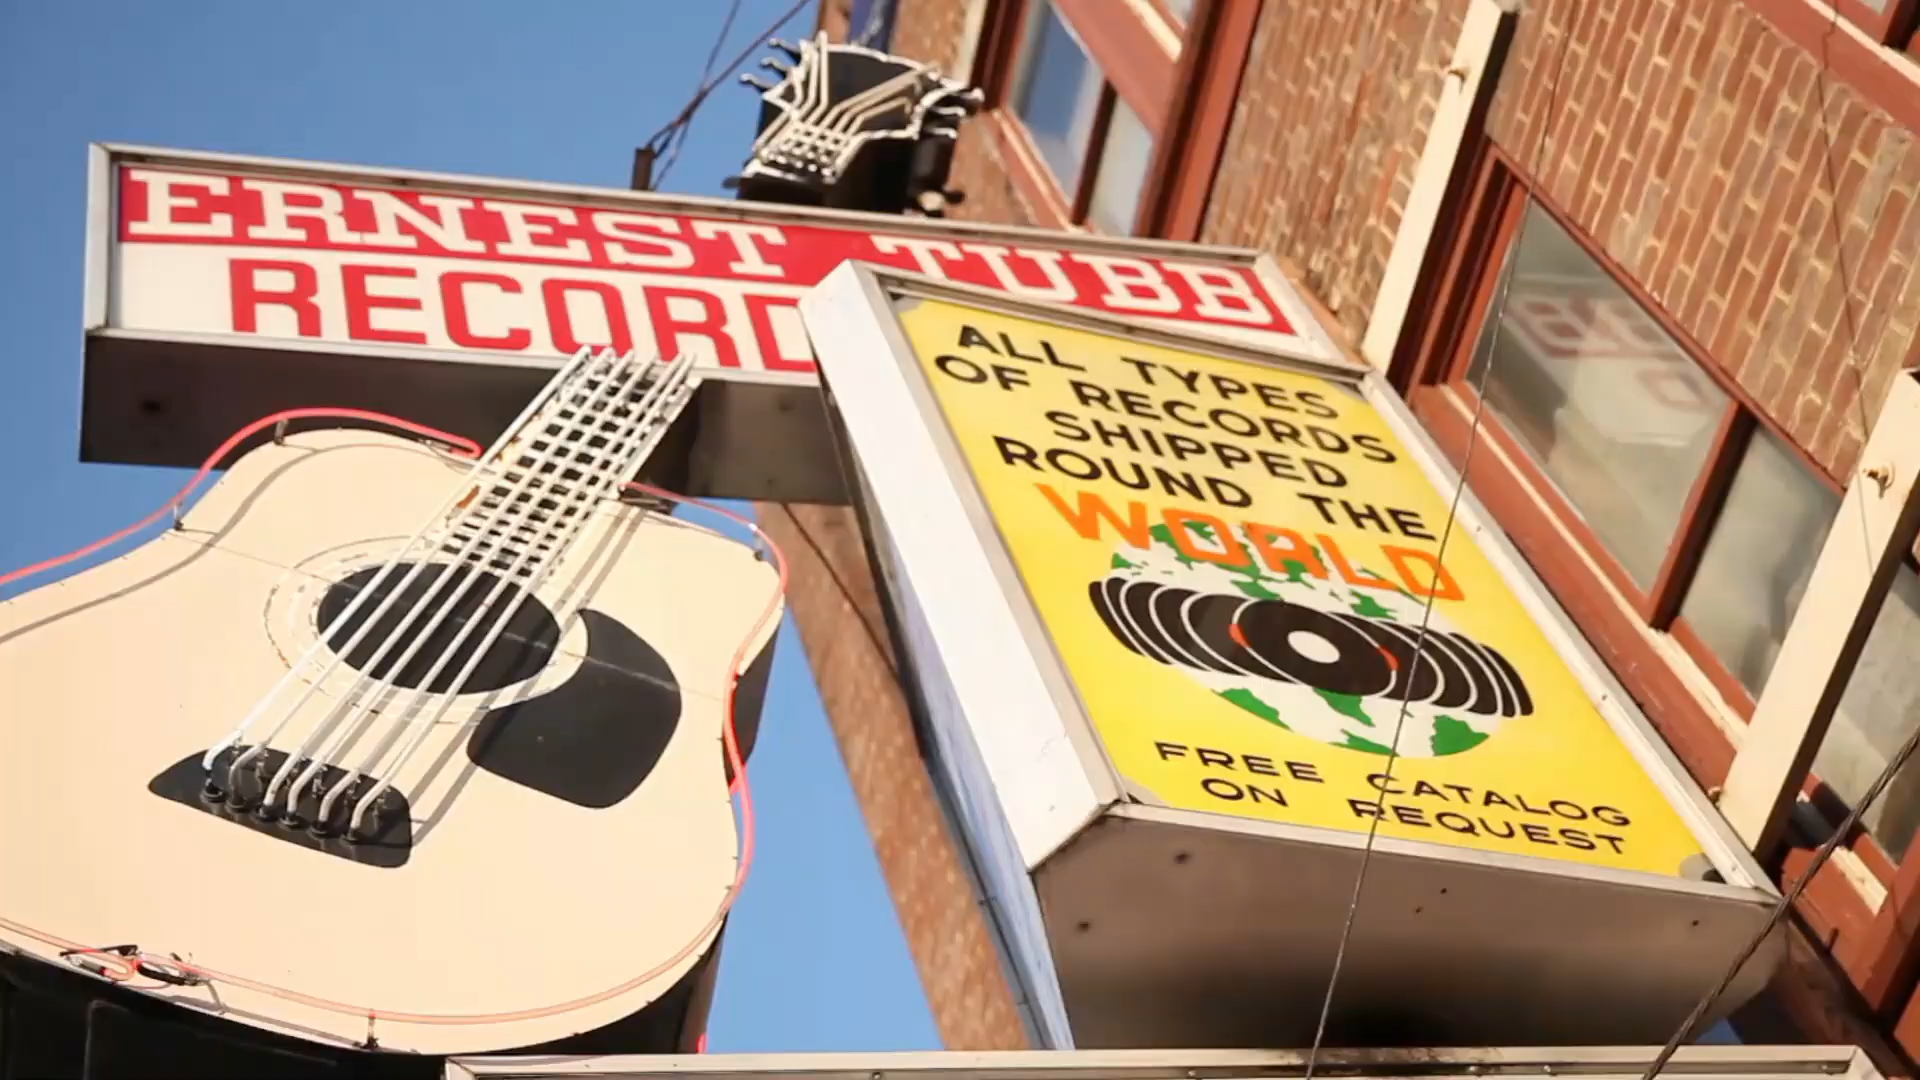 ERNEST TUBB
RECORD
ALL TYPES
OF RECORDS
SHIPPED
ROUND THE
WORLD
FREE CATALOG
ON REQUEST